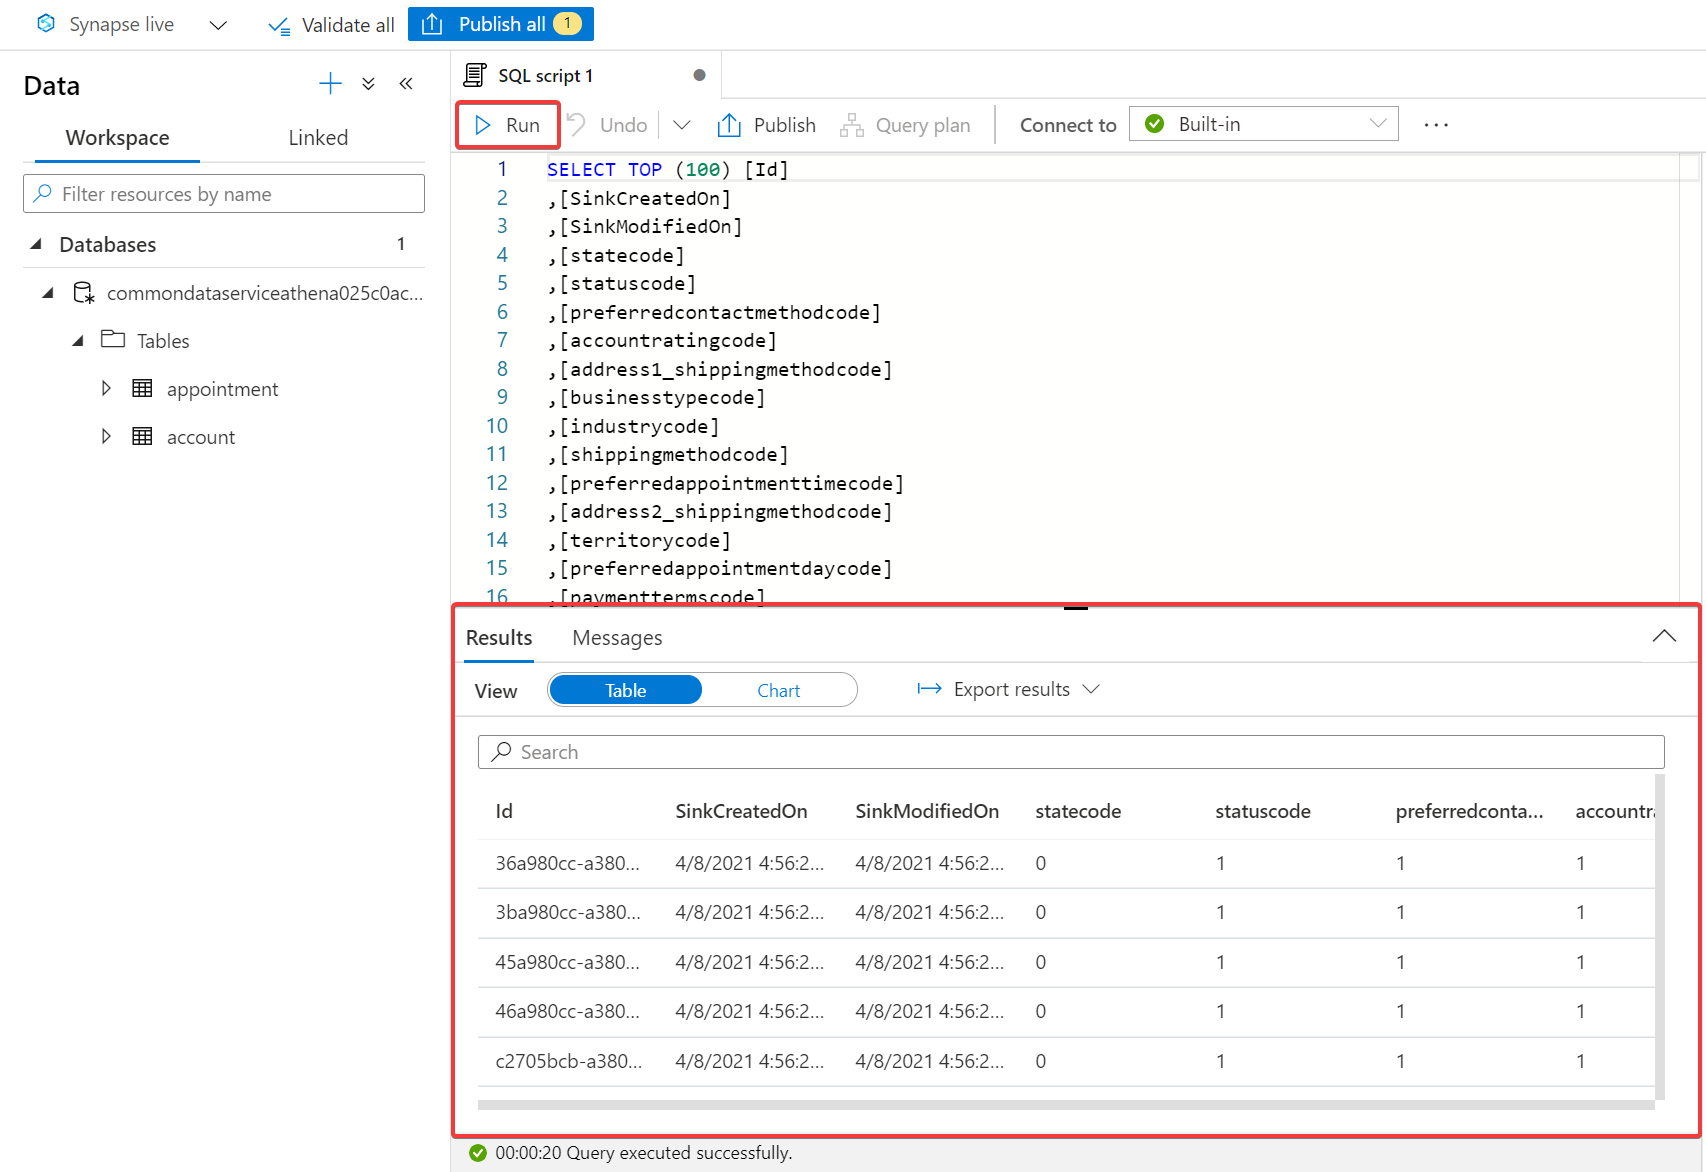 Synapse live
Validate all
Publish all 1
Data
Workspace
Linked
Filter resources by name
Databases 1
commondataserviceathena025c0ac...
Tables
appointment
account
SQL script 1
Run
Undo
Publish
Query plan
Connect to
Built-in
1 SELECT TOP (100) [Id]
2 ,[SinkCreatedOn]
3 ,[SinkModifiedOn]
4 ,[statecode]
5 ,[statuscode]
6 ,[preferredcontactmethodcode]
7 ,[accountratingcode]
8 ,[address1_shippingmethodcode]
9 ,[businesstypecode]
10 ,[industrycode]
11 ,[shippingmethodcode]
12 ,[preferredappointmenttimecode]
13 ,[address2_shippingmethodcode]
14 ,[territorycode]
15 ,[preferredappointmentdaycode]
16 ,[paymenttermscode]
Results
Messages
View
Table
Chart
Export results
Search
Id SinkCreatedOn SinkModifiedOn statecode statuscode preferredconta... accountra
36a980cc-a380... 4/8/2021 4:56:2... 4/8/2021 4:56:2... 0 1 1 1
3ba980cc-a380... 4/8/2021 4:56:2... 4/8/2021 4:56:2... 0 1 1 1
45a980cc-a380... 4/8/2021 4:56:2... 4/8/2021 4:56:2... 0 1 1 1
46a980cc-a380... 4/8/2021 4:56:2... 4/8/2021 4:56:2... 0 1 1 1
c2705bcb-a380... 4/8/2021 4:56:2... 4/8/2021 4:56:2... 0 1 1 1
00:00:20 Query executed successfully.